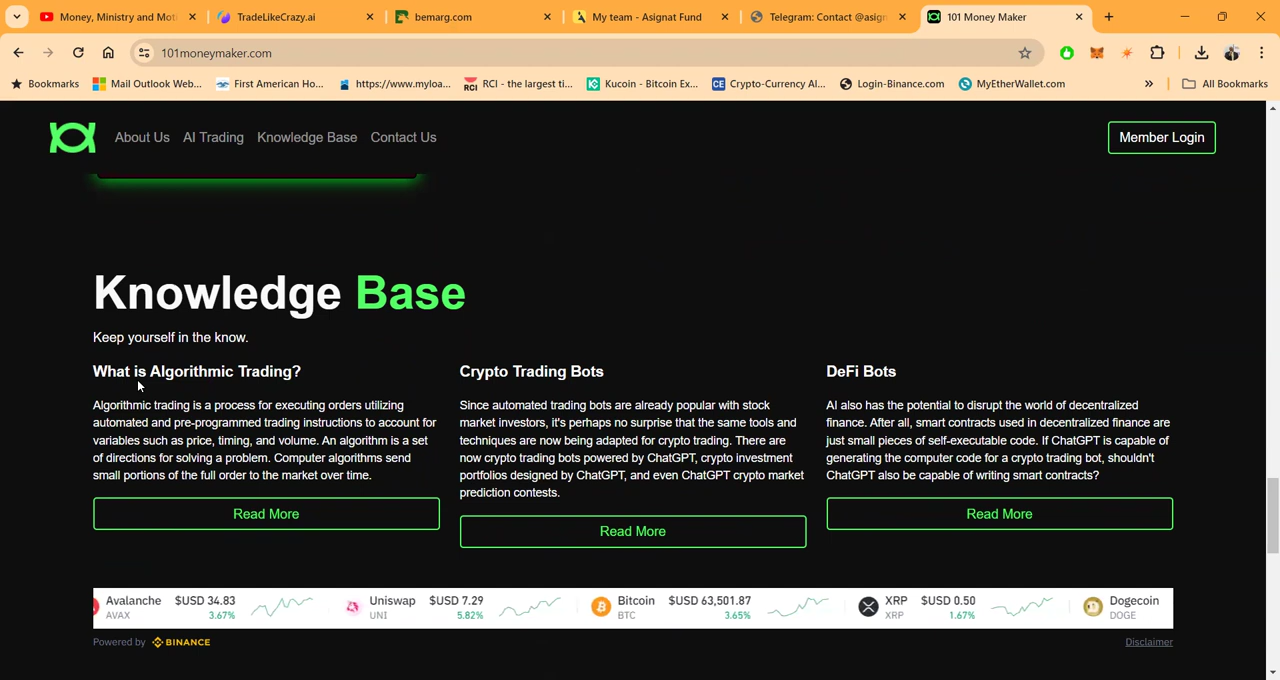 Money, Ministry and Moti
TradeLikeCrazy.ai
bemarg.com
My team - Asignat Fund
Telegram: Contact @asign
101 Money Maker
101moneymaker.com
Bookmarks
Mail Outlook Web...
First American Ho...
https://www.myloa...
RCI - the largest ti...
Kucoin - Bitcoin Ex...
Crypto-Currency Al...
Login-Binance.com
MyEtherWallet.com
All Bookmarks
About Us
AI Trading
Knowledge Base
Contact Us
Member Login
Knowledge Base
Keep yourself in the know.
What is Algorithmic Trading?
Algorithmic trading is a process for executing orders utilizing
automated and pre-programmed trading instructions to account for
variables such as price, timing, and volume. An algorithm is a set
of directions for solving a problem. Computer algorithms send
small portions of the full order to the market over time.
Read More
Crypto Trading Bots
Since automated trading bots are already popular with stock
market investors, it's perhaps no surprise that the same tools and
techniques are now being adapted for crypto trading. There are
now crypto trading bots powered by ChatGPT, crypto investment
portfolios designed by ChatGPT, and even ChatGPT crypto market
prediction contests.
Read More
DeFi Bots
AI also has the potential to disrupt the world of decentralized
finance. After all, smart contracts used in decentralized finance are
just small pieces of self-executable code. If ChatGPT is capable of
generating the computer code for a crypto trading bot, shouldn't
ChatGPT also be capable of writing smart contracts?
Read More
Avalanche $USD 34.83
AVAX 3.67%
Uniswap $USD 7.29
UNI 5.82%
Bitcoin $USD 63,501.87
BTC 3.65%
XRP $USD 0.50
XRP 1.67%
Dogecoin
DOGE
Powered by BINANCE
Disclaimer